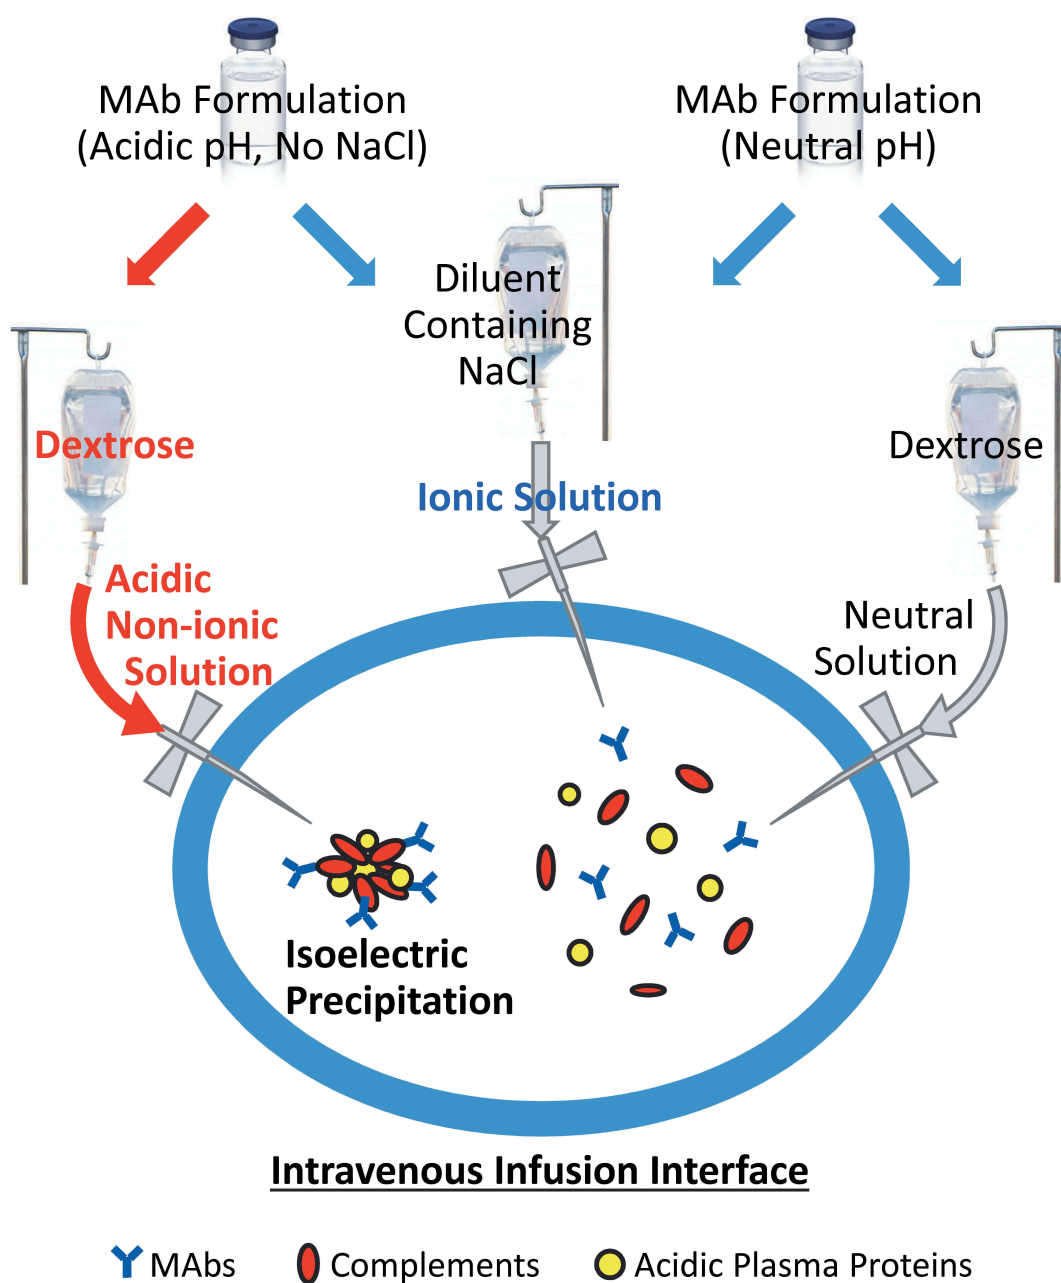 MAb Formulation
(Acidic pH, No NaCl)
MAb Formulation
(Neutral pH)
Diluent
Containing
NaCl
Dextrose
Dextrose
Ionic Solution
Acidic
Non-ionic
Solution
Neutral
Solution
Isoelectric
Precipitation
Intravenous Infusion Interface
MAbs
Complements
Acidic Plasma Proteins